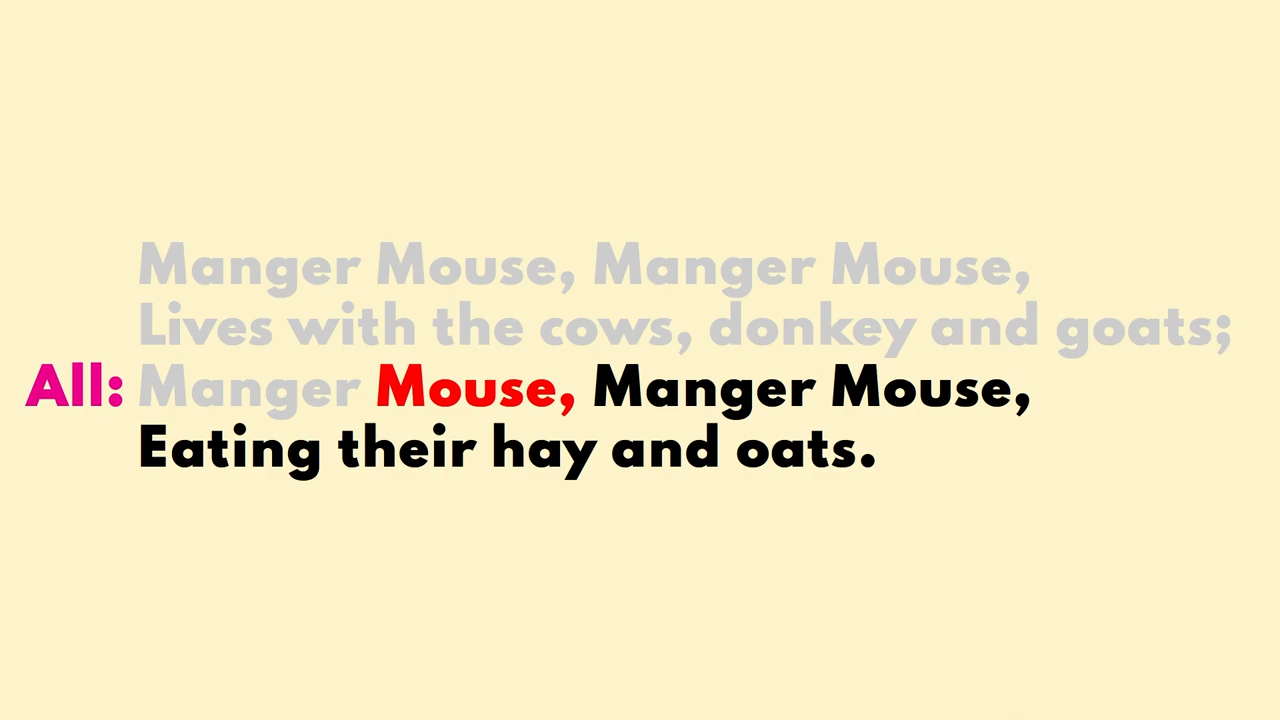 Manger Mouse, Manger Mouse,
Lives with the cows, donkey and goats;
All: Manger Mouse, Manger Mouse,
Eating their hay and oats.